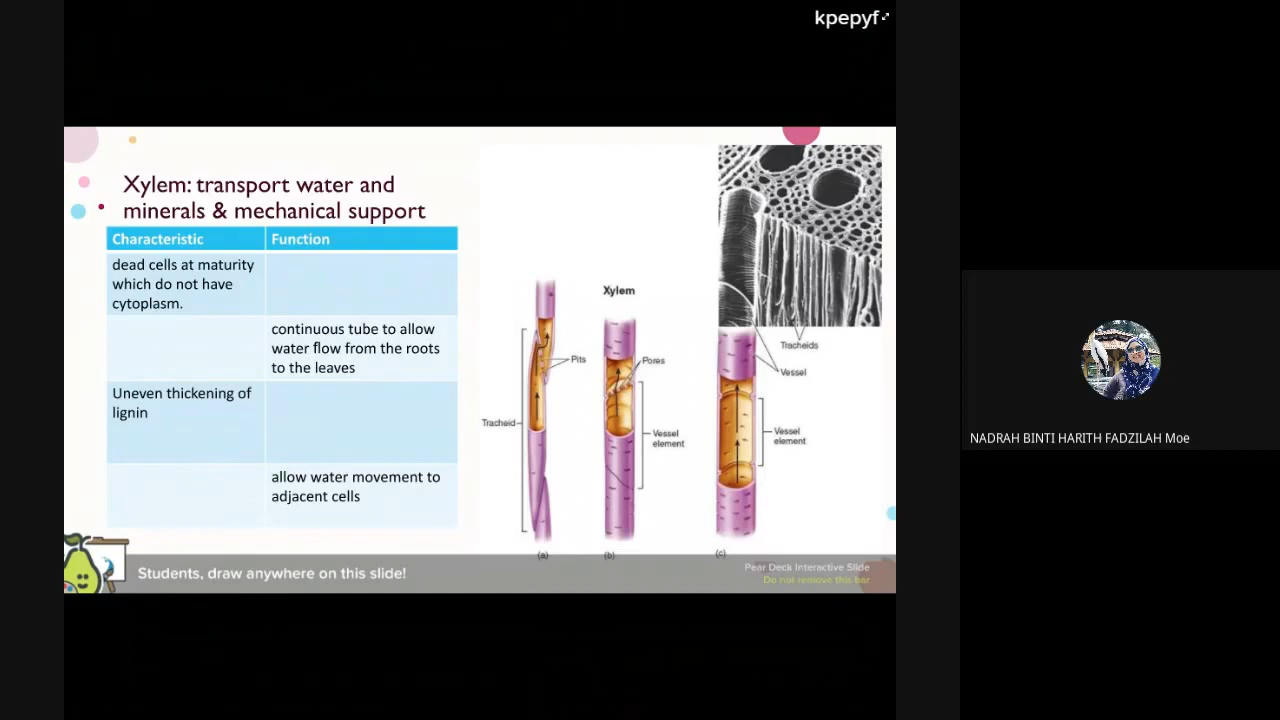 kpepyf
Xylem: transport water and
minerals & mechanical support
Characteristic
Function
dead cells at maturity
which do not have
cytoplasm.
continuous tube to allow
water flow from the roots
to the leaves
Uneven thickening of
lignin
allow water movement to
adjacent cells
Xylem
Pits
Pores
Tracheid
Vessel
element
Tracheids
Vessel
Vessel
element
(a)
(b)
(c)
Students, draw anywhere on this slide!
Pear Deck Interactive Slide
Do not remove this bar
NADRAH BINTI HARITH FADZILAH Moe